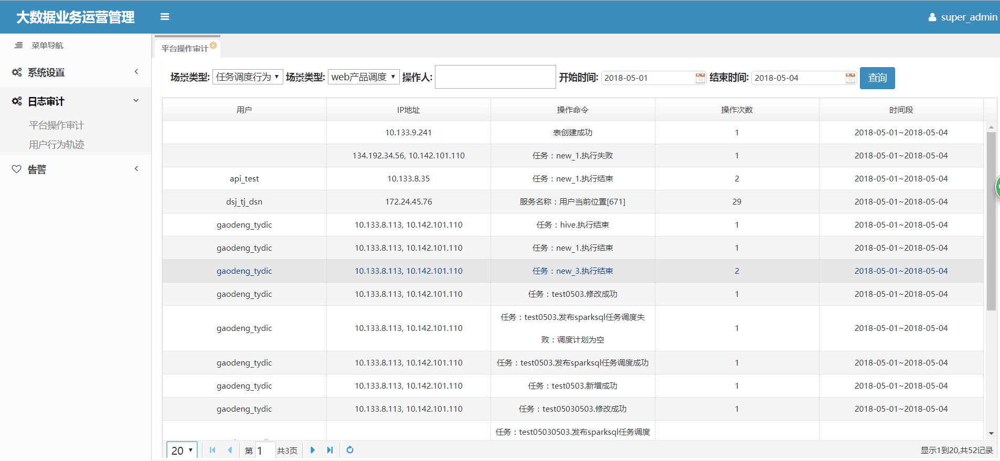 大数据业务运营管理
super_admin
菜单导航
平台操作审计
系统设置
日志审计
平台操作审计
用户行为轨迹
告警
场景类型: 任务调度行为 场景类型: web产品调度 操作人: 开始时间: 2018-05-01 结束时间: 2018-05-04 查询
用户 IP地址 操作命令 操作次数 时间段
10.133.9.241 表创建成功 1 2018-05-01~2018-05-04
134.192.34.56, 10.142.101.110 任务：new_1.执行失败 1 2018-05-01~2018-05-04
api_test 10.133.8.35 任务：new_1.执行结束 2 2018-05-01~2018-05-04
dsj_tj_dsn 172.24.45.76 服务名称：用户当前位置[671] 29 2018-05-01~2018-05-04
gaodeng_tydic 10.133.8.113, 10.142.101.110 任务：hive.执行结束 1 2018-05-01~2018-05-04
gaodeng_tydic 10.133.8.113, 10.142.101.110 任务：new_1.执行结束 1 2018-05-01~2018-05-04
gaodeng_tydic 10.133.8.113, 10.142.101.110 任务：new_3.执行结束 2 2018-05-01~2018-05-04
gaodeng_tydic 10.133.8.113, 10.142.101.110 任务：test0503.修改成功 1 2018-05-01~2018-05-04
任务：test0503.发布sparksql任务调度失
gaodeng_tydic 10.133.8.113, 10.142.101.110 1 2018-05-01~2018-05-04
败：调度计划为空
gaodeng_tydic 10.133.8.113, 10.142.101.110 任务：test0503.发布sparksql任务调度成功 1 2018-05-01~2018-05-04
gaodeng_tydic 10.133.8.113, 10.142.101.110 任务：test0503.新增成功 1 2018-05-01~2018-05-04
gaodeng_tydic 10.133.8.113, 10.142.101.110 任务：test05030503.修改成功 1 2018-05-01~2018-05-04
任务：test05030503.发布sparksql任务调度
20 第 1 共3页 显示1到20,共52记录